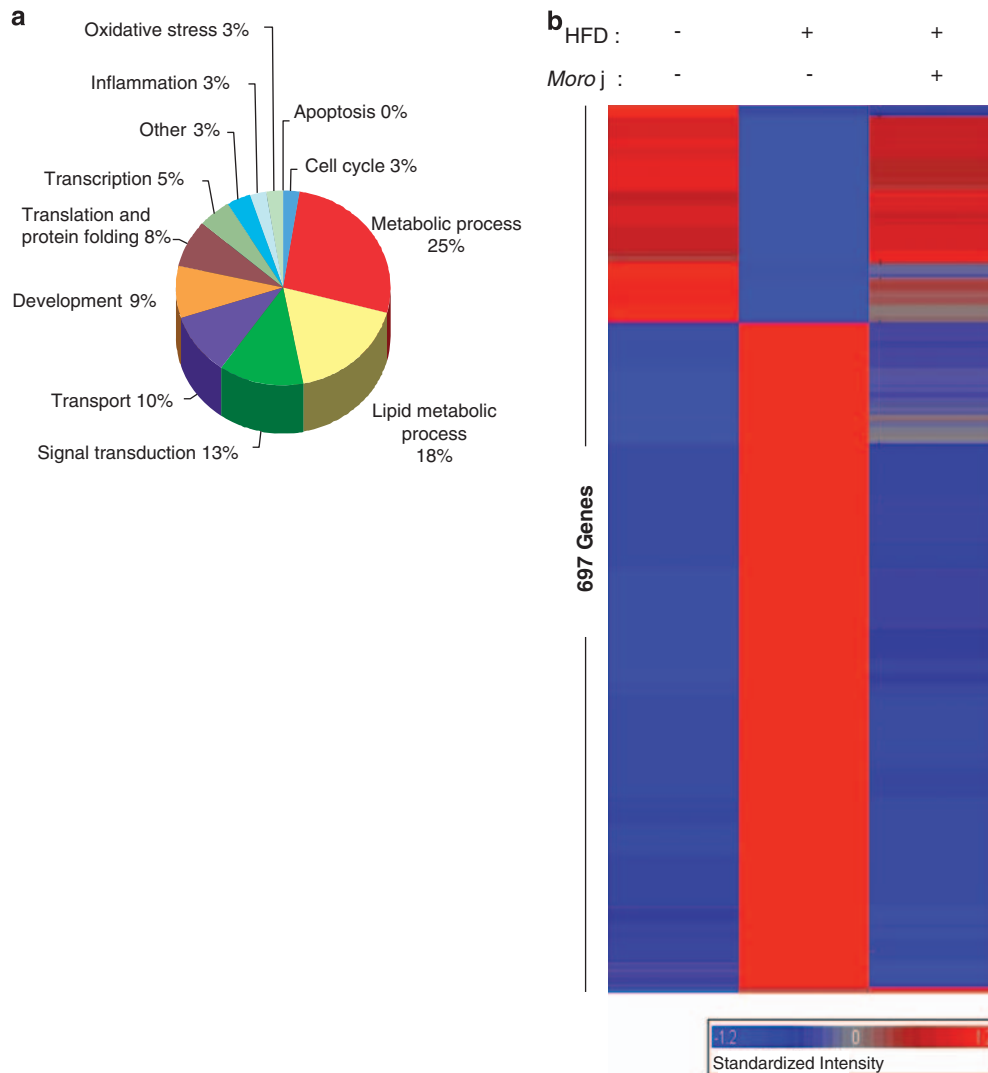 a
Oxidative stress 3%
Inflammation 3%
Apoptosis 0%
Other 3%
Cell cycle 3%
Transcription 5%
Translation and
protein folding 8%
Metabolic process
25%
Development 9%
Transport 10%
Lipid metabolic
process
18%
Signal transduction 13%
b
HFD : - + +
Moro j : - - +
697 Genes
-1.2 0
Standardized Intensity